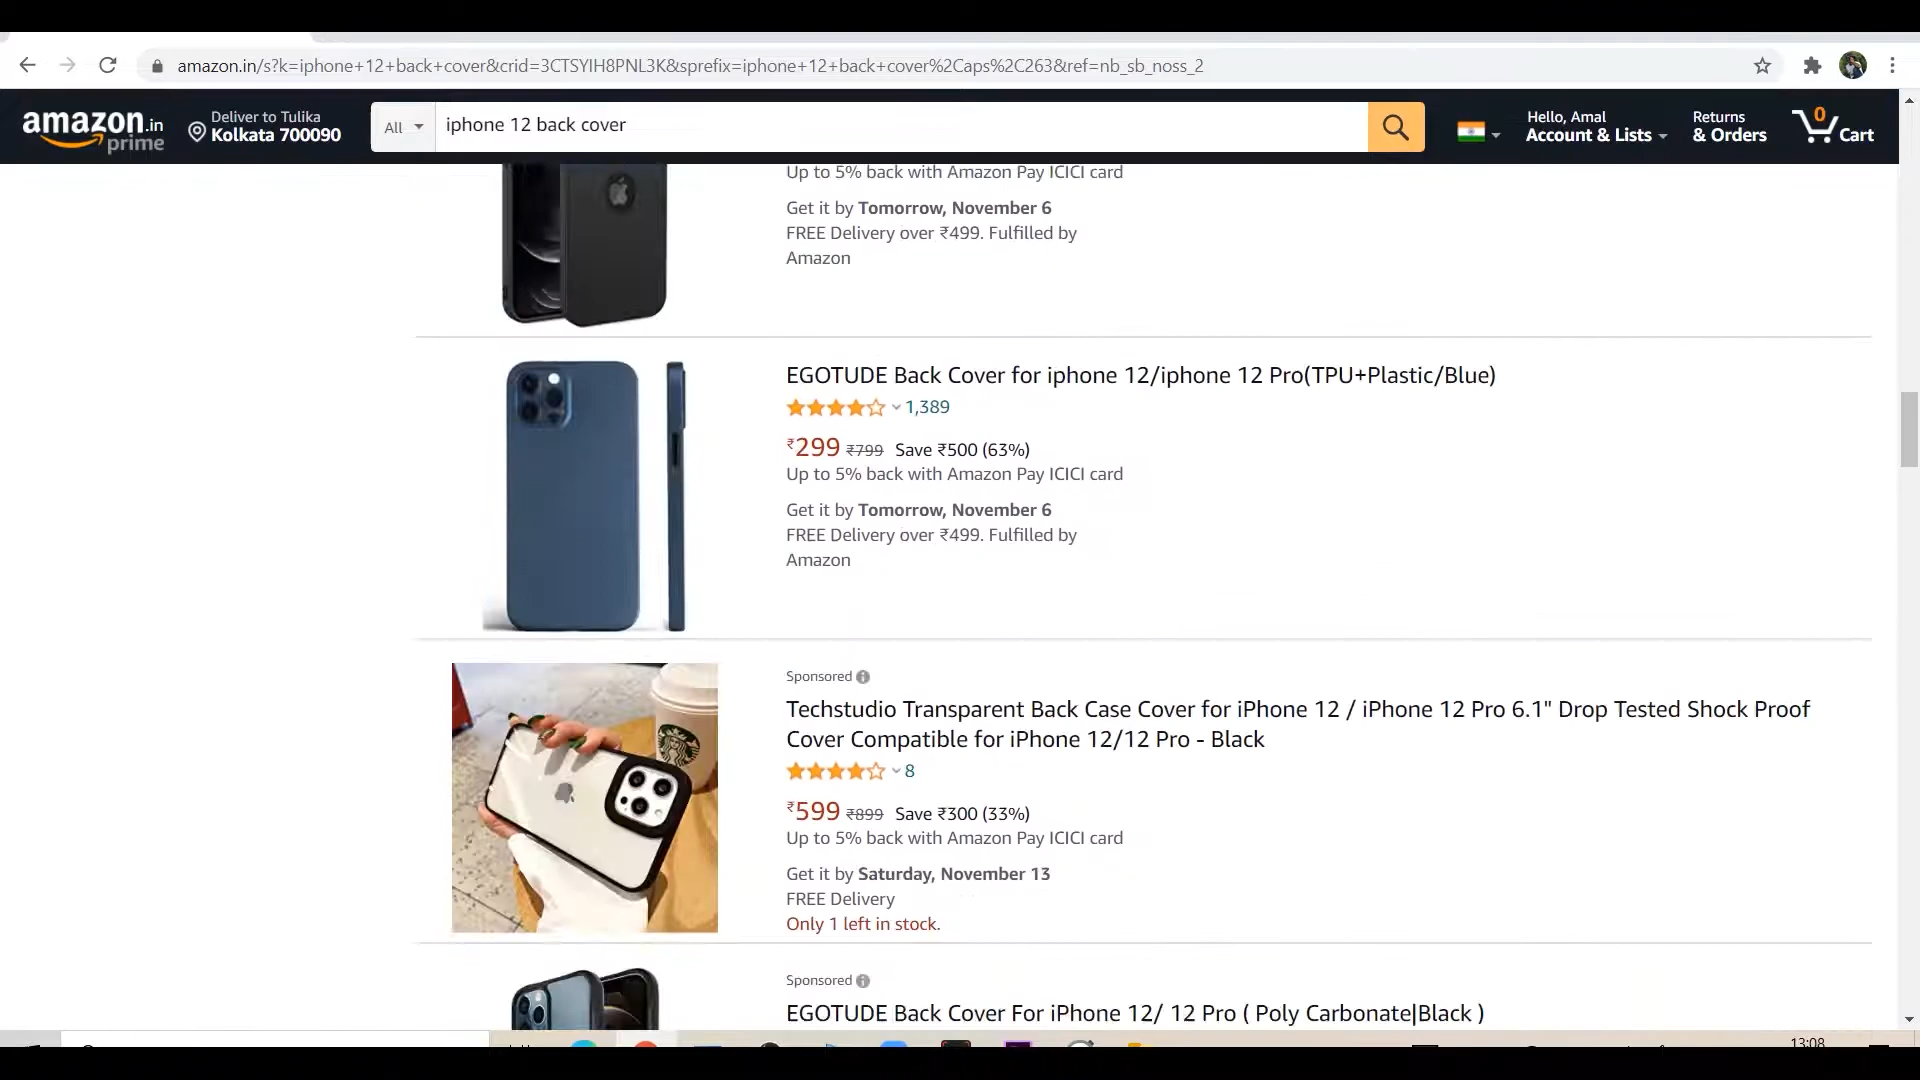 amazon.in/s?k=iphone+12+back+cover&crid=3CTSYIH8PNL3K&sprefix=iphone+12+back+cover%2Caps%2C263&ref=nb_sb_noss_2
amazon.in
prime
Deliver to Tulika
Kolkata 700090
All
iphone 12 back cover
Hello, Amal
Account & Lists
Returns
& Orders
0
Cart
Up to 5% back with Amazon Pay ICICI card
Get it by Tomorrow, November 6
FREE Delivery over ₹499. Fulfilled by
Amazon
EGOTUDE Back Cover for iphone 12/iphone 12 Pro(TPU+Plastic/Blue)
1,389
₹299 ₹799 Save ₹500 (63%)
Up to 5% back with Amazon Pay ICICI card
Get it by Tomorrow, November 6
FREE Delivery over ₹499. Fulfilled by
Amazon
Sponsored
Techstudio Transparent Back Case Cover for iPhone 12 / iPhone 12 Pro 6.1" Drop Tested Shock Proof
Cover Compatible for iPhone 12/12 Pro - Black
8
₹599 ₹899 Save ₹300 (33%)
Up to 5% back with Amazon Pay ICICI card
Get it by Saturday, November 13
FREE Delivery
Only 1 left in stock.
Sponsored
EGOTUDE Back Cover For iPhone 12/ 12 Pro ( Poly Carbonate|Black )
13:08